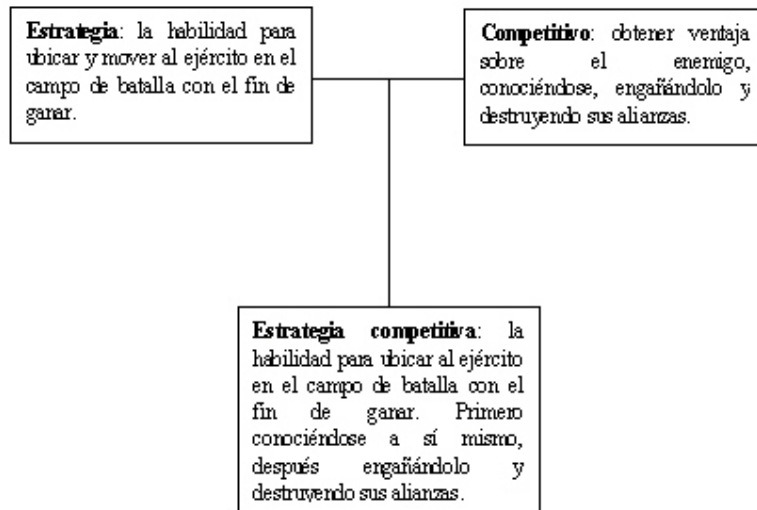 Estrategia: la habilidad para
ubicar y mover al ejército en el
campo de batalla con el fin de
ganar.
Competitivo: obtener ventaja
sobre el enemigo,
conociéndose, engañándolo y
destruyendo sus alianzas.
Estrategia competitiva: la
habilidad para ubicar al ejército
en el campo de batalla con el
fin de ganar. Primero
conociéndose a sí mismo,
después engañándolo y
destruyendo sus alianzas.